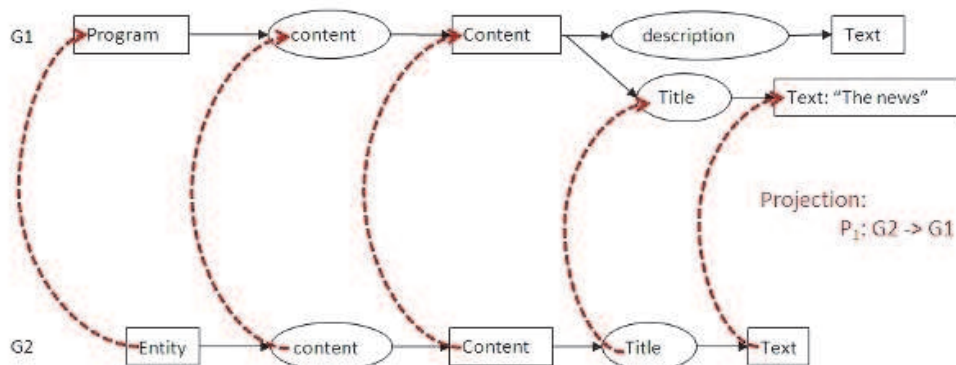 G1 Program content Content description Text
Title Text: “The news”
Projection:
P1: G2 -> G1
G2 Entity content Content Title Text